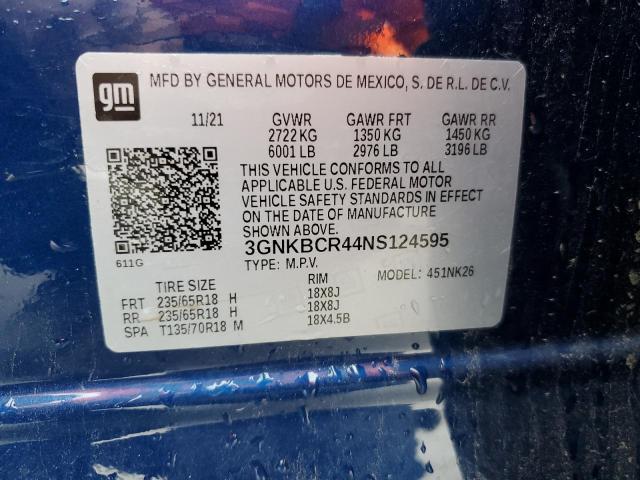 gm
MFD BY GENERAL MOTORS DE MEXICO, S. DE R.L. DE C.V.
11/21 GVWR GAWR FRT GAWR RR
2722 KG 1350 KG 1450 KG
6001 LB 2976 LB 3196 LB
THIS VEHICLE CONFORMS TO ALL
APPLICABLE U.S. FEDERAL MOTOR
VEHICLE SAFETY STANDARDS IN EFFECT
ON THE DATE OF MANUFACTURE
SHOWN ABOVE.
3GNKBCR44NS124595
611G
TYPE: M.P.V. MODEL: 451NK26
TIRE SIZE RIM
FRT 235/65R18 H 18X8J
RR 235/65R18 H 18X8J
SPA T135/70R18 M 18X4.5B